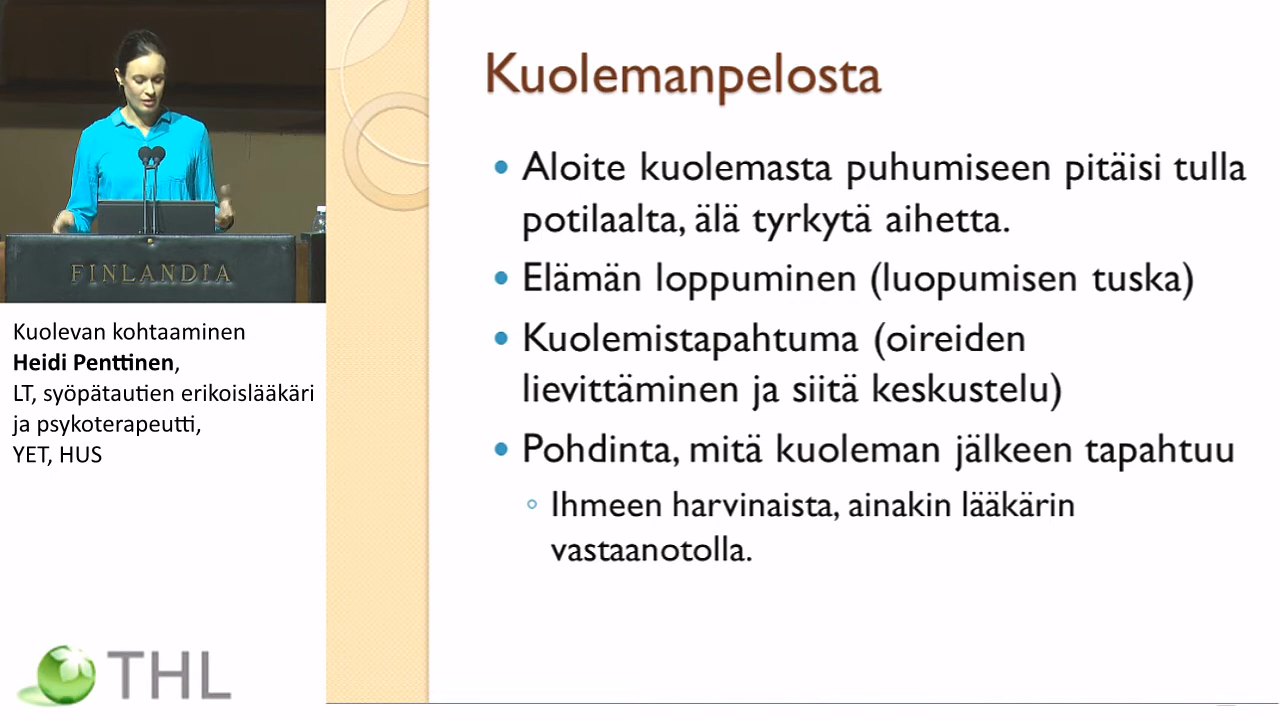 FINLANDIA
Kuolevan kohtaaminen
Heidi Penttinen,
LT, syöpätautien erikoislääkäri
ja psykoterapeutti,
YET, HUS
THL
Kuolemanpelosta
• Aloite kuolemasta puhumiseen pitäisi tulla
potilaalta, älä tyrkytä aihetta.
• Elämän loppuminen (luopumisen tuska)
• Kuolemistapahtuma (oireiden
lievittäminen ja siitä keskustelu)
• Pohdinta, mitä kuoleman jälkeen tapahtuu
◦ Ihmeen harvinaista, ainakin lääkärin
vastaanotolla.